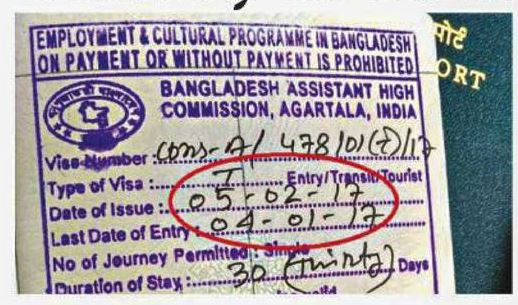 EMPLOYMENT & CULTURAL PROGRAMME IN BANGLADESH
ON PAYMENT OR WITHOUT PAYMENT IS PROHIBITED
पोर्ट
ORT
BANGLADESH ASSISTANT HIGH
COMMISSION, AGARTALA, INDIA
Visa Number : cons-A/ 478/01(T)/17
Type of Visa : T Entry/Transit/Tourist
Date of Issue : 05-02-17
Last Date of Entry : 04-01-17
No of Journey Permitted : Single
Duration of Stay : 30 (Thirty) Days